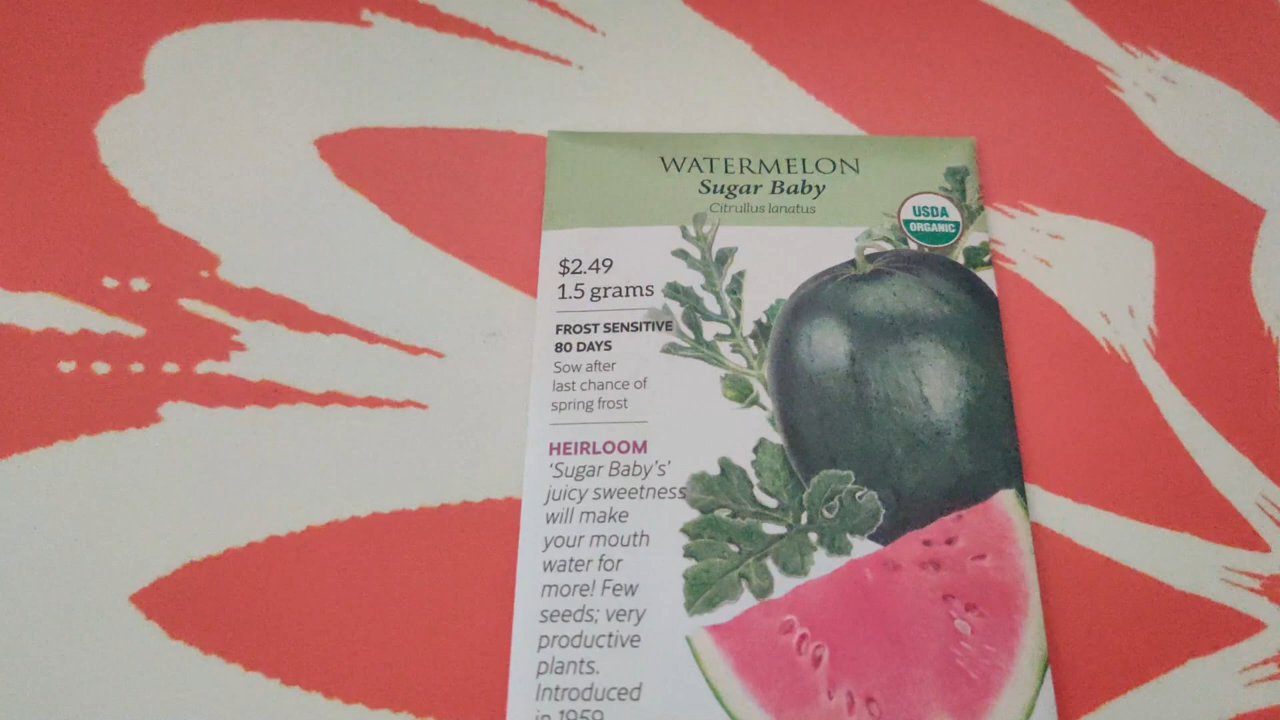 WATERMELON
Sugar Baby
Citrullus lanatus
USDA
ORGANIC
$2.49
1.5 grams
FROST SENSITIVE
80 DAYS
Sow after
last chance of
spring frost
HEIRLOOM
‘Sugar Baby’s’
juicy sweetness
will make
your mouth
water for
more! Few
seeds; very
productive
plants.
Introduced
in 1959